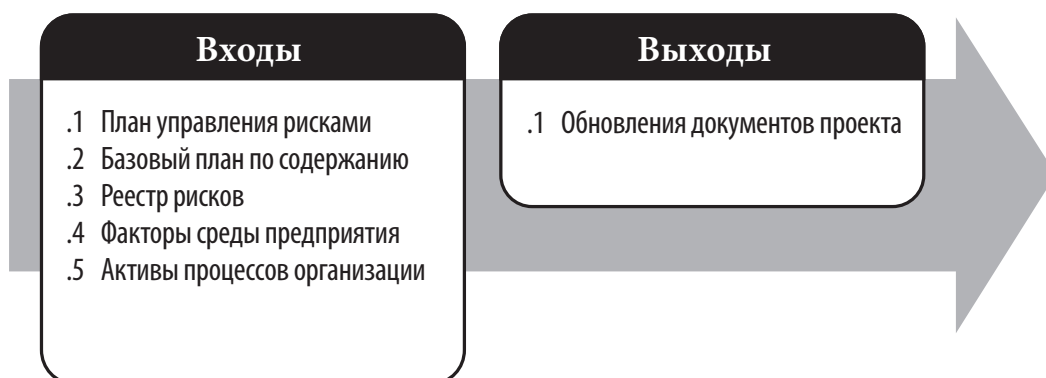 Входы
.1 План управления рисками
.2 Базовый план по содержанию
.3 Реестр рисков
.4 Факторы среды предприятия
.5 Активы процессов организации
Выходы
.1 Обновления документов проекта